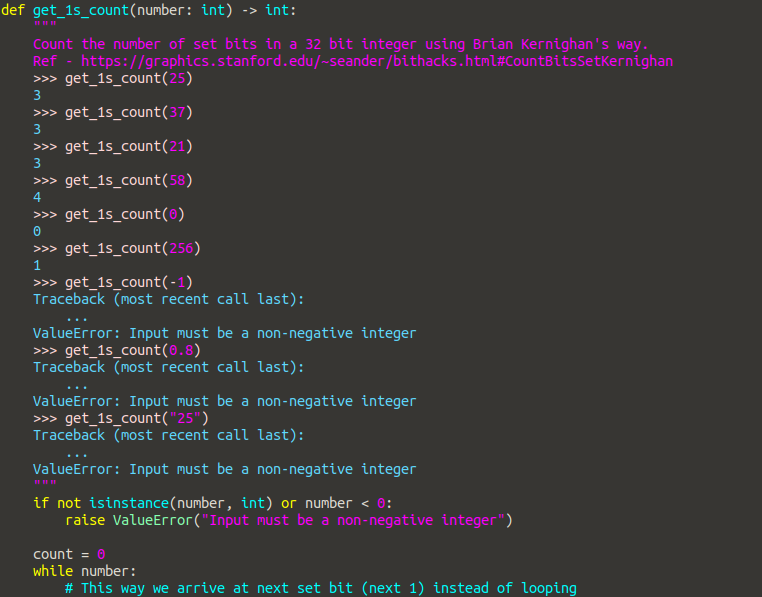 def get_1s_count(number: int) -> int:
    """
    Count the number of set bits in a 32 bit integer using Brian Kernighan's way.
    Ref - https://graphics.stanford.edu/~seander/bithacks.html#CountBitsSetKernighan
    >>> get_1s_count(25)
    3
    >>> get_1s_count(37)
    3
    >>> get_1s_count(21)
    3
    >>> get_1s_count(58)
    4
    >>> get_1s_count(0)
    0
    >>> get_1s_count(256)
    1
    >>> get_1s_count(-1)
    Traceback (most recent call last):
        ...
    ValueError: Input must be a non-negative integer
    >>> get_1s_count(0.8)
    Traceback (most recent call last):
        ...
    ValueError: Input must be a non-negative integer
    >>> get_1s_count("25")
    Traceback (most recent call last):
        ...
    ValueError: Input must be a non-negative integer
    """
    if not isinstance(number, int) or number < 0:
        raise ValueError("Input must be a non-negative integer")

    count = 0
    while number:
        # This way we arrive at next set bit (next 1) instead of looping